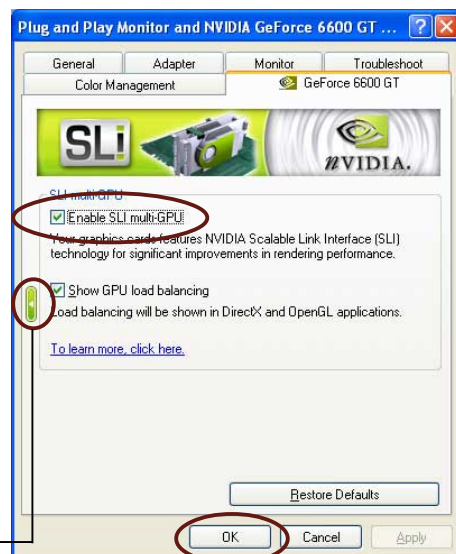 Plug and Play Monitor and NVIDIA GeForce 6600 GT ...
General Adapter Monitor Troubleshoot
Color Management GeForce 6600 GT
SLi
nVIDIA.
SLI multi-GPU
Enable SLI multi-GPU
Your graphics cards features NVIDIA Scalable Link Interface (SLI)
technology for significant improvements in rendering
performance.
Show GPU load balancing
Load balancing will be shown in DirectX and OpenGL applications.
To learn more, click here.
Restore Defaults
OK Cancel Apply